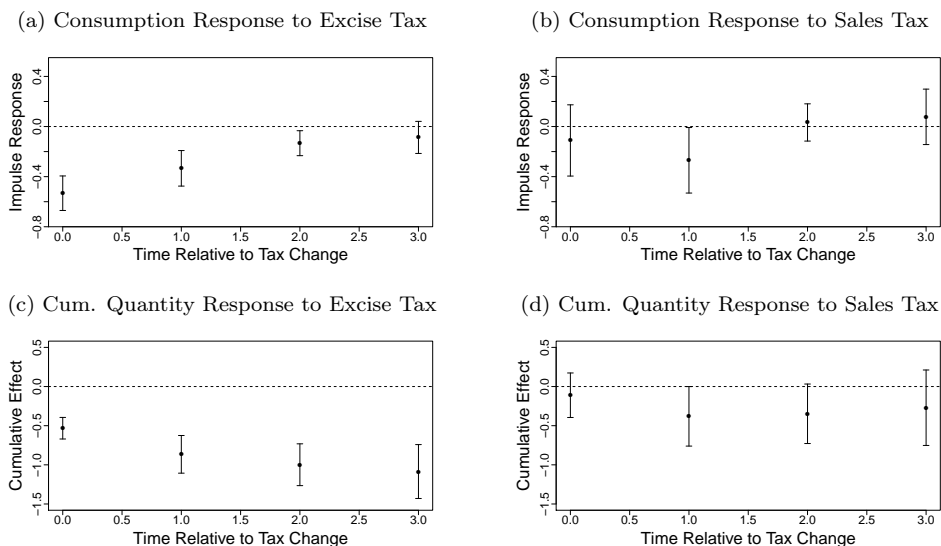 (a) Consumption Response to Excise Tax
Impulse Response
0.4
0.0
−0.4
−0.8
0.0 0.5 1.0 1.5 2.0 2.5 3.0
Time Relative to Tax Change
(b) Consumption Response to Sales Tax
Impulse Response
0.4
0.0
−0.4
−0.8
0.0 0.5 1.0 1.5 2.0 2.5 3.0
Time Relative to Tax Change
(c) Cum. Quantity Response to Excise Tax
Cumulative Effect
0.5
0.0
−0.5
−1.0
−1.5
0.0 0.5 1.0 1.5 2.0 2.5 3.0
Time Relative to Tax Change
(d) Cum. Quantity Response to Sales Tax
Cumulative Effect
0.5
0.0
−0.5
−1.0
−1.5
0.0 0.5 1.0 1.5 2.0 2.5 3.0
Time Relative to Tax Change